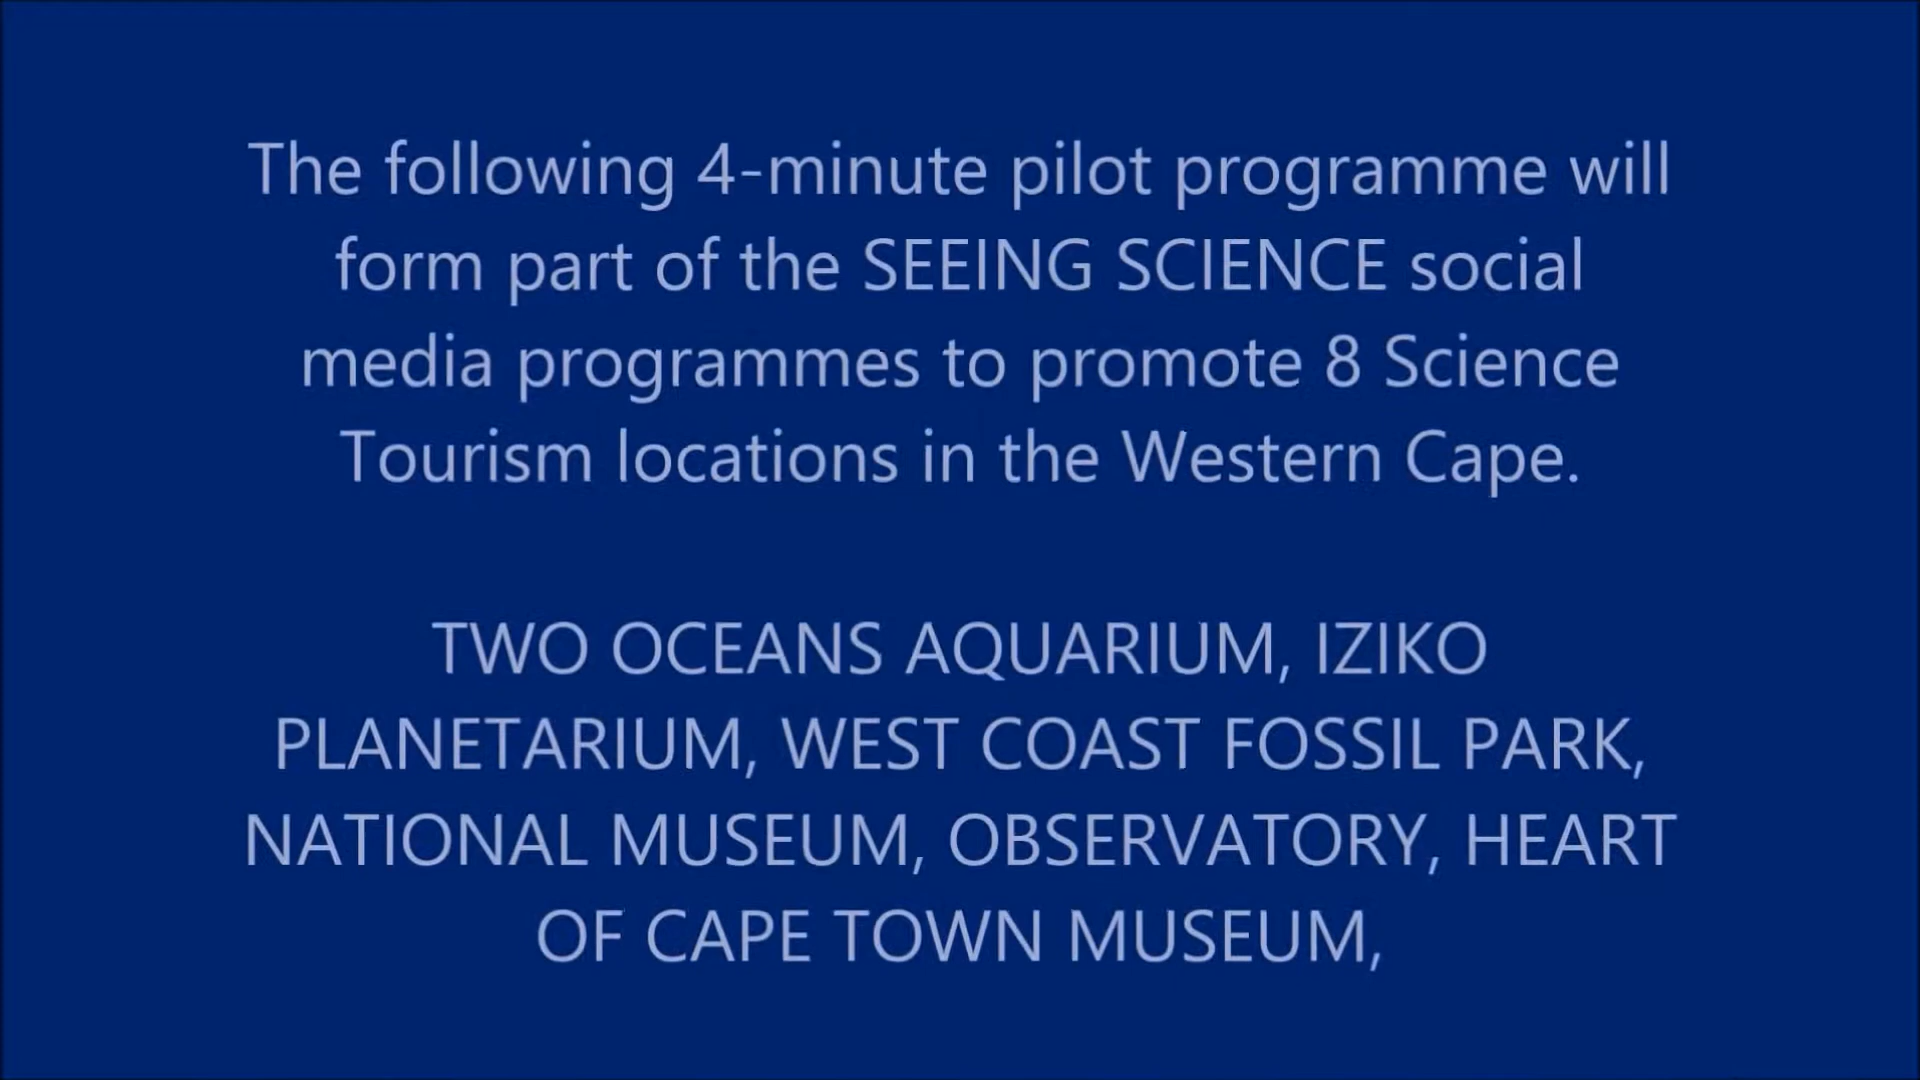 The following 4-minute pilot programme will
form part of the SEEING SCIENCE social
media programmes to promote 8 Science
Tourism locations in the Western Cape.
TWO OCEANS AQUARIUM, IZIKO
PLANETARIUM, WEST COAST FOSSIL PARK,
NATIONAL MUSEUM, OBSERVATORY, HEART
OF CAPE TOWN MUSEUM,